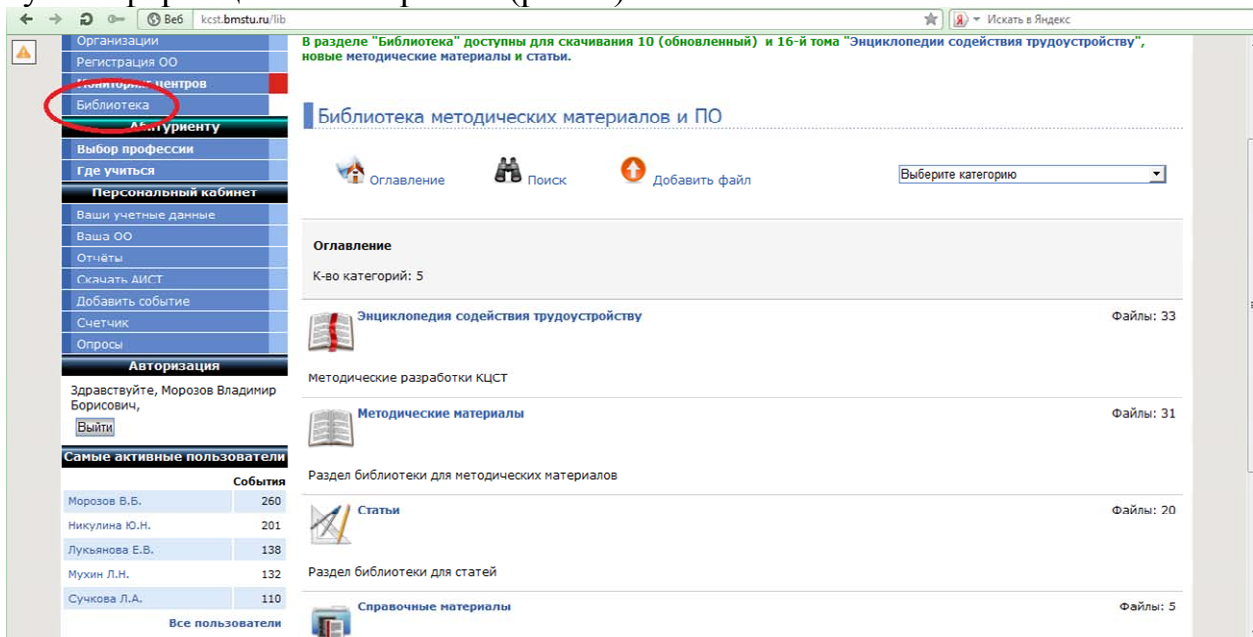 Веб kcst.bmstu.ru/lib
Искать в Яндекс
Организации
Регистрация ОО
Мониторинг центров
Библиотека
Абитуриенту
Выбор профессии
Где учиться
Персональный кабинет
Ваши учетные данные
Ваша ОО
Отчёты
Скачать АИСТ
Добавить событие
Счетчик
Опросы
Авторизация
Здравствуйте, Морозов Владимир
Борисович,
Выйти
Самые активные пользователи
События
Морозов В.Б. 260
Никулина Ю.Н. 201
Лукьянова Е.В. 138
Мухин Л.Н. 132
Сучкова Л.А. 110
Все пользователи
В разделе "Библиотека" доступны для скачивания 10 (обновленный) и 16-й тома "Энциклопедии содействия трудоустройству",
новые методические материалы и статьи.
Библиотека методических материалов и ПО
Оглавление
Поиск
Добавить файл
Выберите категорию
Оглавление
К-во категорий: 5
Энциклопедия содействия трудоустройству Файлы: 33
Методические разработки КЦСТ
Методические материалы Файлы: 31
Раздел библиотеки для методических материалов
Статьи Файлы: 20
Раздел библиотеки для статей
Справочные материалы Файлы: 5